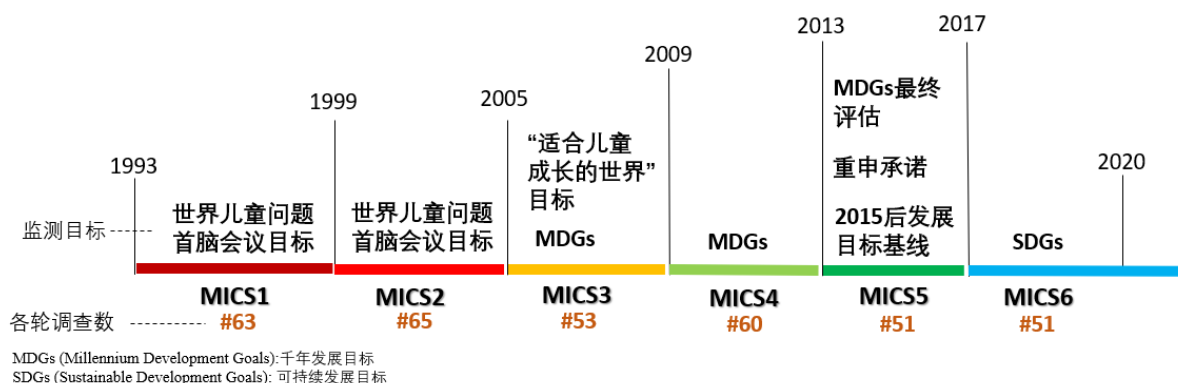 1993
1999
2005
2009
2013
2017
2020
监测目标
世界儿童问题
首脑会议目标
世界儿童问题
首脑会议目标
“适合儿童
成长的世界”
目标
MDGs
MDGs
MDGs最终
评估
重申承诺
2015后发展
目标基线
SDGs
MICS1
MICS2
MICS3
MICS4
MICS5
MICS6
各轮调查数
#63
#65
#53
#60
#51
#51
MDGs (Millennium Development Goals):千年发展目标
SDGs (Sustainable Development Goals): 可持续发展目标